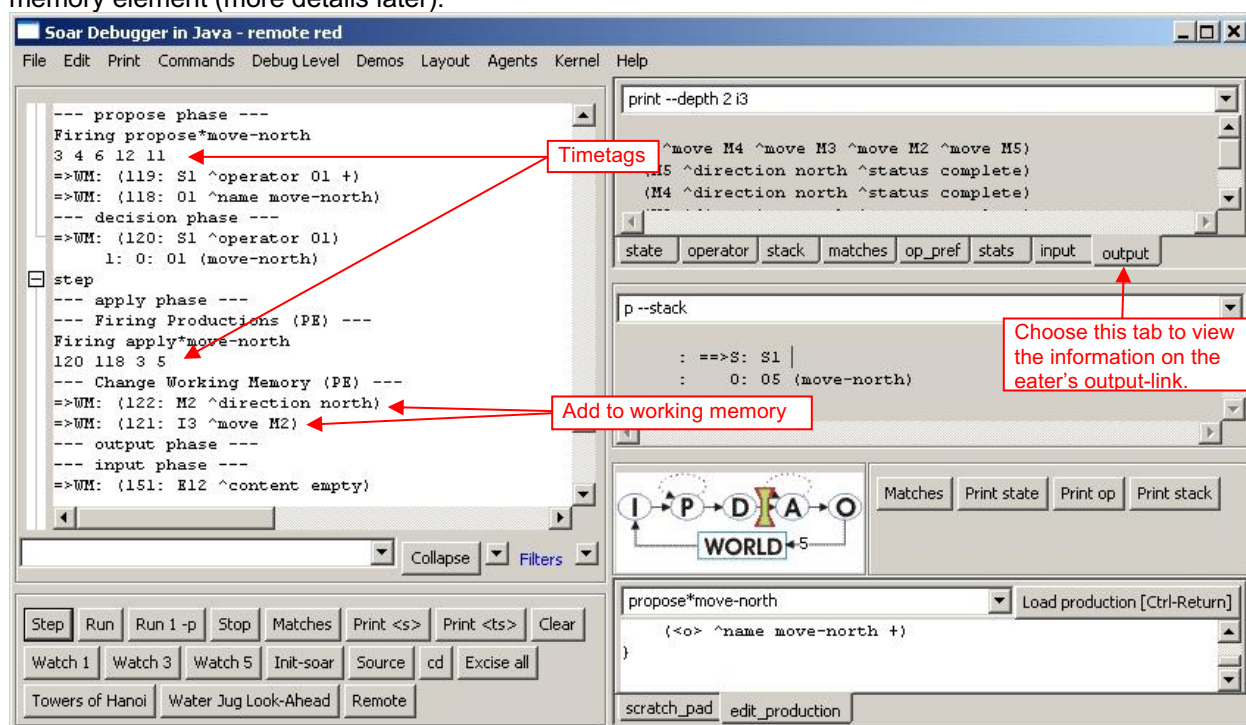 memory element (more details later).
Soar Debugger in Java - remote red
File Edit Print Commands Debug Level Demos Layout Agents Kernel Help
--- propose phase ---
Firing propose*move-north
3 4 6 12 11
=>WM: (119: S1 ^operator O1 +)
=>WM: (118: O1 ^name move-north)
--- decision phase ---
=>WM: (120: S1 ^operator O1)
1: O: O1 (move-north)
step
--- apply phase ---
--- Firing Productions (PE) ---
Firing apply*move-north
120 118 3 5
--- Change Working Memory (PE) ---
=>WM: (122: M2 ^direction north)
=>WM: (121: I3 ^move M2)
--- output phase ---
--- input phase ---
=>WM: (151: E12 ^content empty)
Timetags
Add to working memory
Collapse
Filters
Step Run Run 1 -p Stop Matches Print <s> Print <ts> Clear
Watch 1 Watch 3 Watch 5 Init-soar Source cd Excise all
Towers of Hanoi Water Jug Look-Ahead Remote
print --depth 2 i3
^move M4 ^move M3 ^move M2 ^move M5)
^direction north ^status complete)
(M4 ^direction north ^status complete)
state operator stack matches op_pref stats input output
p --stack
: ==>S: S1
: O: O5 (move-north)
Choose this tab to view
the information on the
eater's output-link.
I P D A O
WORLD 5
Matches Print state Print op Print stack
propose*move-north
Load production [Ctrl-Return]
(<o> ^name move-north +)
}
scratch_pad edit_production